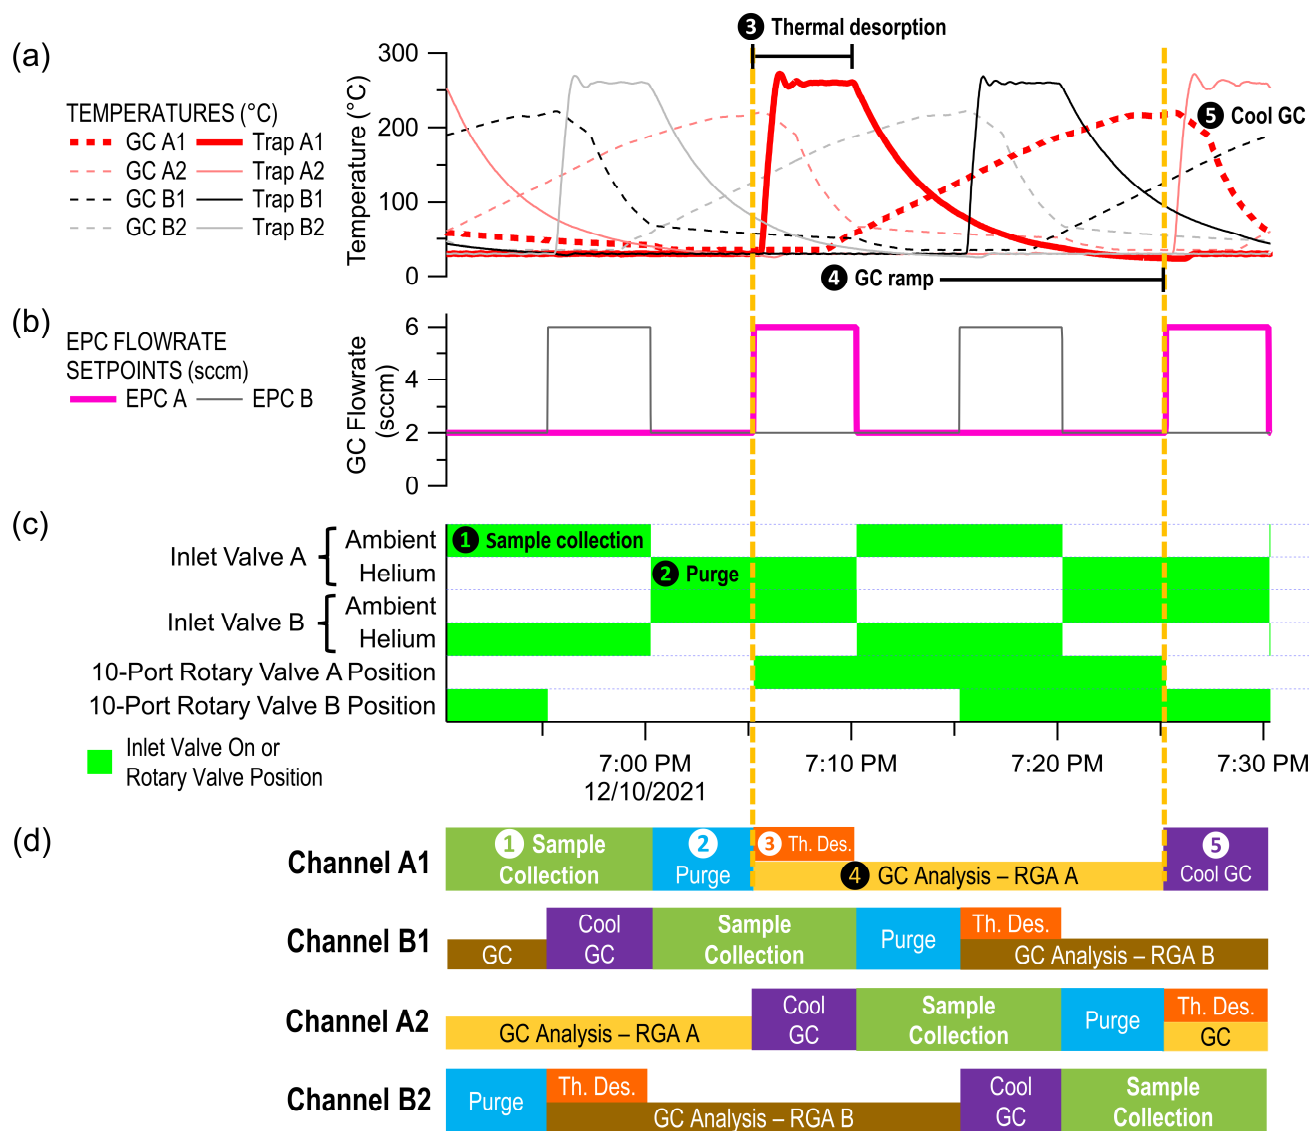 (a)
❸ Thermal desorption
300
200
100
0
Temperature (°C)
TEMPERATURES (°C)
GC A1 Trap A1
GC A2 Trap A2
GC B1 Trap B1
GC B2 Trap B2
❺ Cool GC
❹ GC ramp
(b)
EPC FLOWRATE
SETPOINTS (sccm)
EPC A EPC B
GC Flowrate
(sccm)
6
4
2
0
(c)
Inlet Valve A { Ambient
Helium
Inlet Valve B { Ambient
Helium
❶ Sample collection
❷ Purge
10-Port Rotary Valve A Position
10-Port Rotary Valve B Position
Inlet Valve On or
Rotary Valve Position
7:00 PM 7:10 PM 7:20 PM 7:30 PM
12/10/2021
(d)
Channel A1
① Sample
Collection
②
Purge
③ Th. Des.
❹ GC Analysis – RGA A
⑤
Cool GC
Channel B1
GC
Cool
GC
Sample
Collection
Purge
Th. Des.
GC Analysis – RGA B
Channel A2
GC Analysis – RGA A
Cool
GC
Sample
Collection
Purge
Th. Des.
GC
Channel B2
Purge
Th. Des.
GC Analysis – RGA B
Cool
GC
Sample
Collection